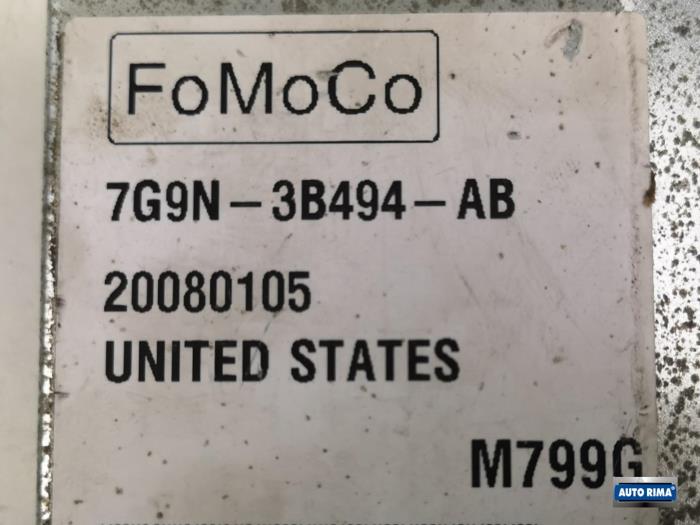 FoMoCo
7G9N-3B494-AB
20080105
UNITED STATES
M799G
AUTO RIMA®